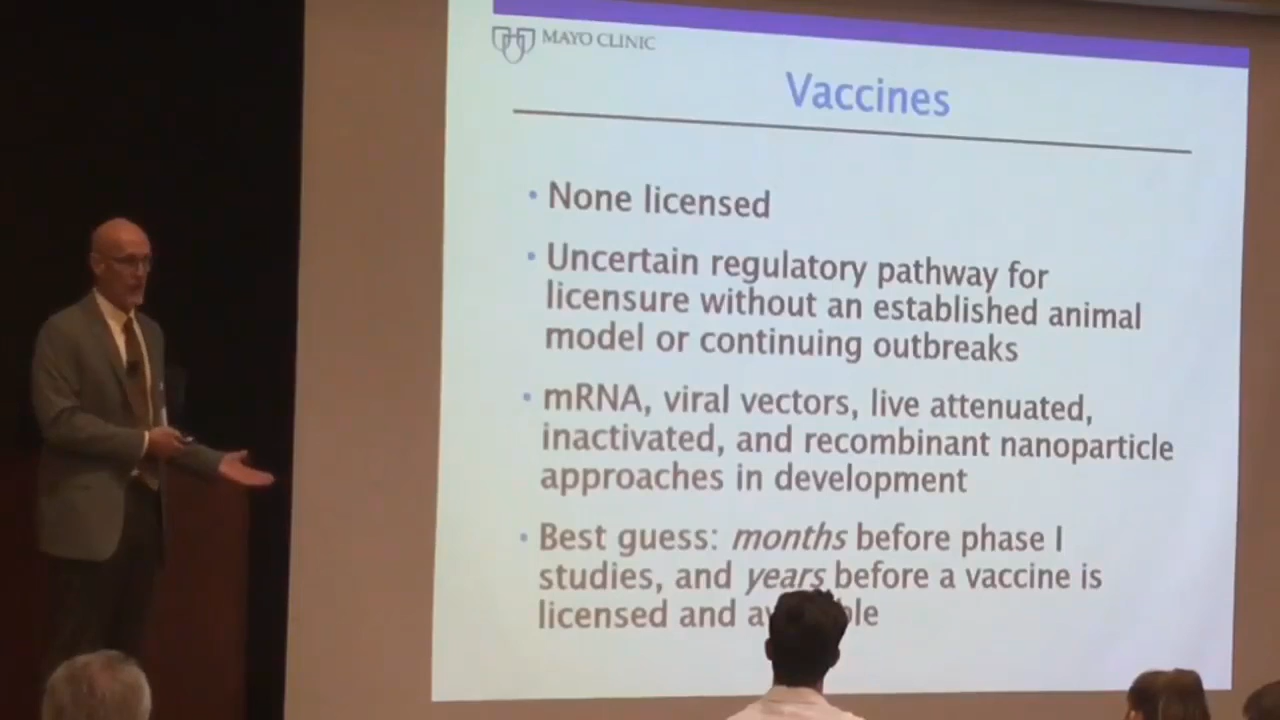 MAYO CLINIC
Vaccines
• None licensed
• Uncertain regulatory pathway for
licensure without an established animal
model or continuing outbreaks
• mRNA, viral vectors, live attenuated,
inactivated, and recombinant nanoparticle
approaches in development
• Best guess: months before phase I
studies, and years before a vaccine is
licensed and